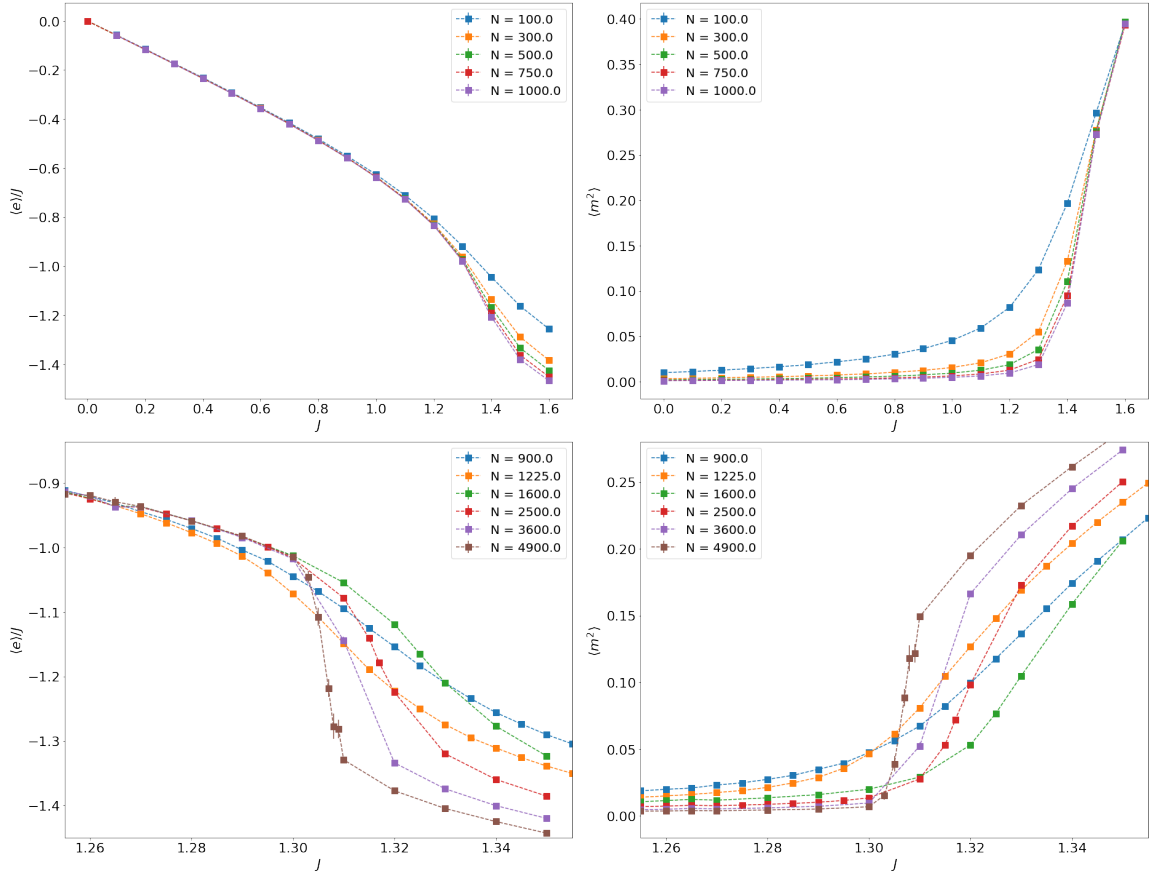 0.0
−0.2
−0.4
−0.6
−0.8
−1.0
−1.2
−1.4
⟨e⟩/J
0.0 0.2 0.4 0.6 0.8 1.0 1.2 1.4 1.6
J
N = 100.0
N = 300.0
N = 500.0
N = 750.0
N = 1000.0
0.40
0.35
0.30
0.25
0.20
0.15
0.10
0.05
0.00
⟨m²⟩
0.0 0.2 0.4 0.6 0.8 1.0 1.2 1.4 1.6
J
N = 100.0
N = 300.0
N = 500.0
N = 750.0
N = 1000.0
−0.9
−1.0
−1.1
−1.2
−1.3
−1.4
⟨e⟩/J
1.26 1.28 1.30 1.32 1.34
J
N = 900.0
N = 1225.0
N = 1600.0
N = 2500.0
N = 3600.0
N = 4900.0
0.25
0.20
0.15
0.10
0.05
0.00
⟨m²⟩
1.26 1.28 1.30 1.32 1.34
J
N = 900.0
N = 1225.0
N = 1600.0
N = 2500.0
N = 3600.0
N = 4900.0